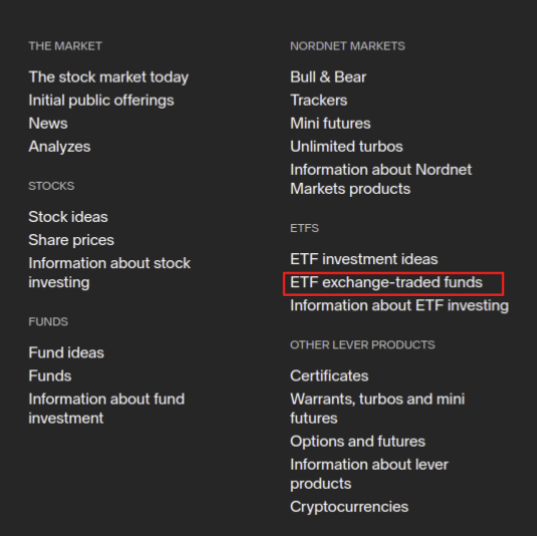 THE MARKET
The stock market today
Initial public offerings
News
Analyzes
STOCKS
Stock ideas
Share prices
Information about stock
investing
FUNDS
Fund ideas
Funds
Information about fund
investment
NORDNET MARKETS
Bull & Bear
Trackers
Mini futures
Unlimited turbos
Information about Nordnet
Markets products
ETFS
ETF investment ideas
ETF exchange-traded funds
Information about ETF investing
OTHER LEVER PRODUCTS
Certificates
Warrants, turbos and mini
futures
Options and futures
Information about lever
products
Cryptocurrencies